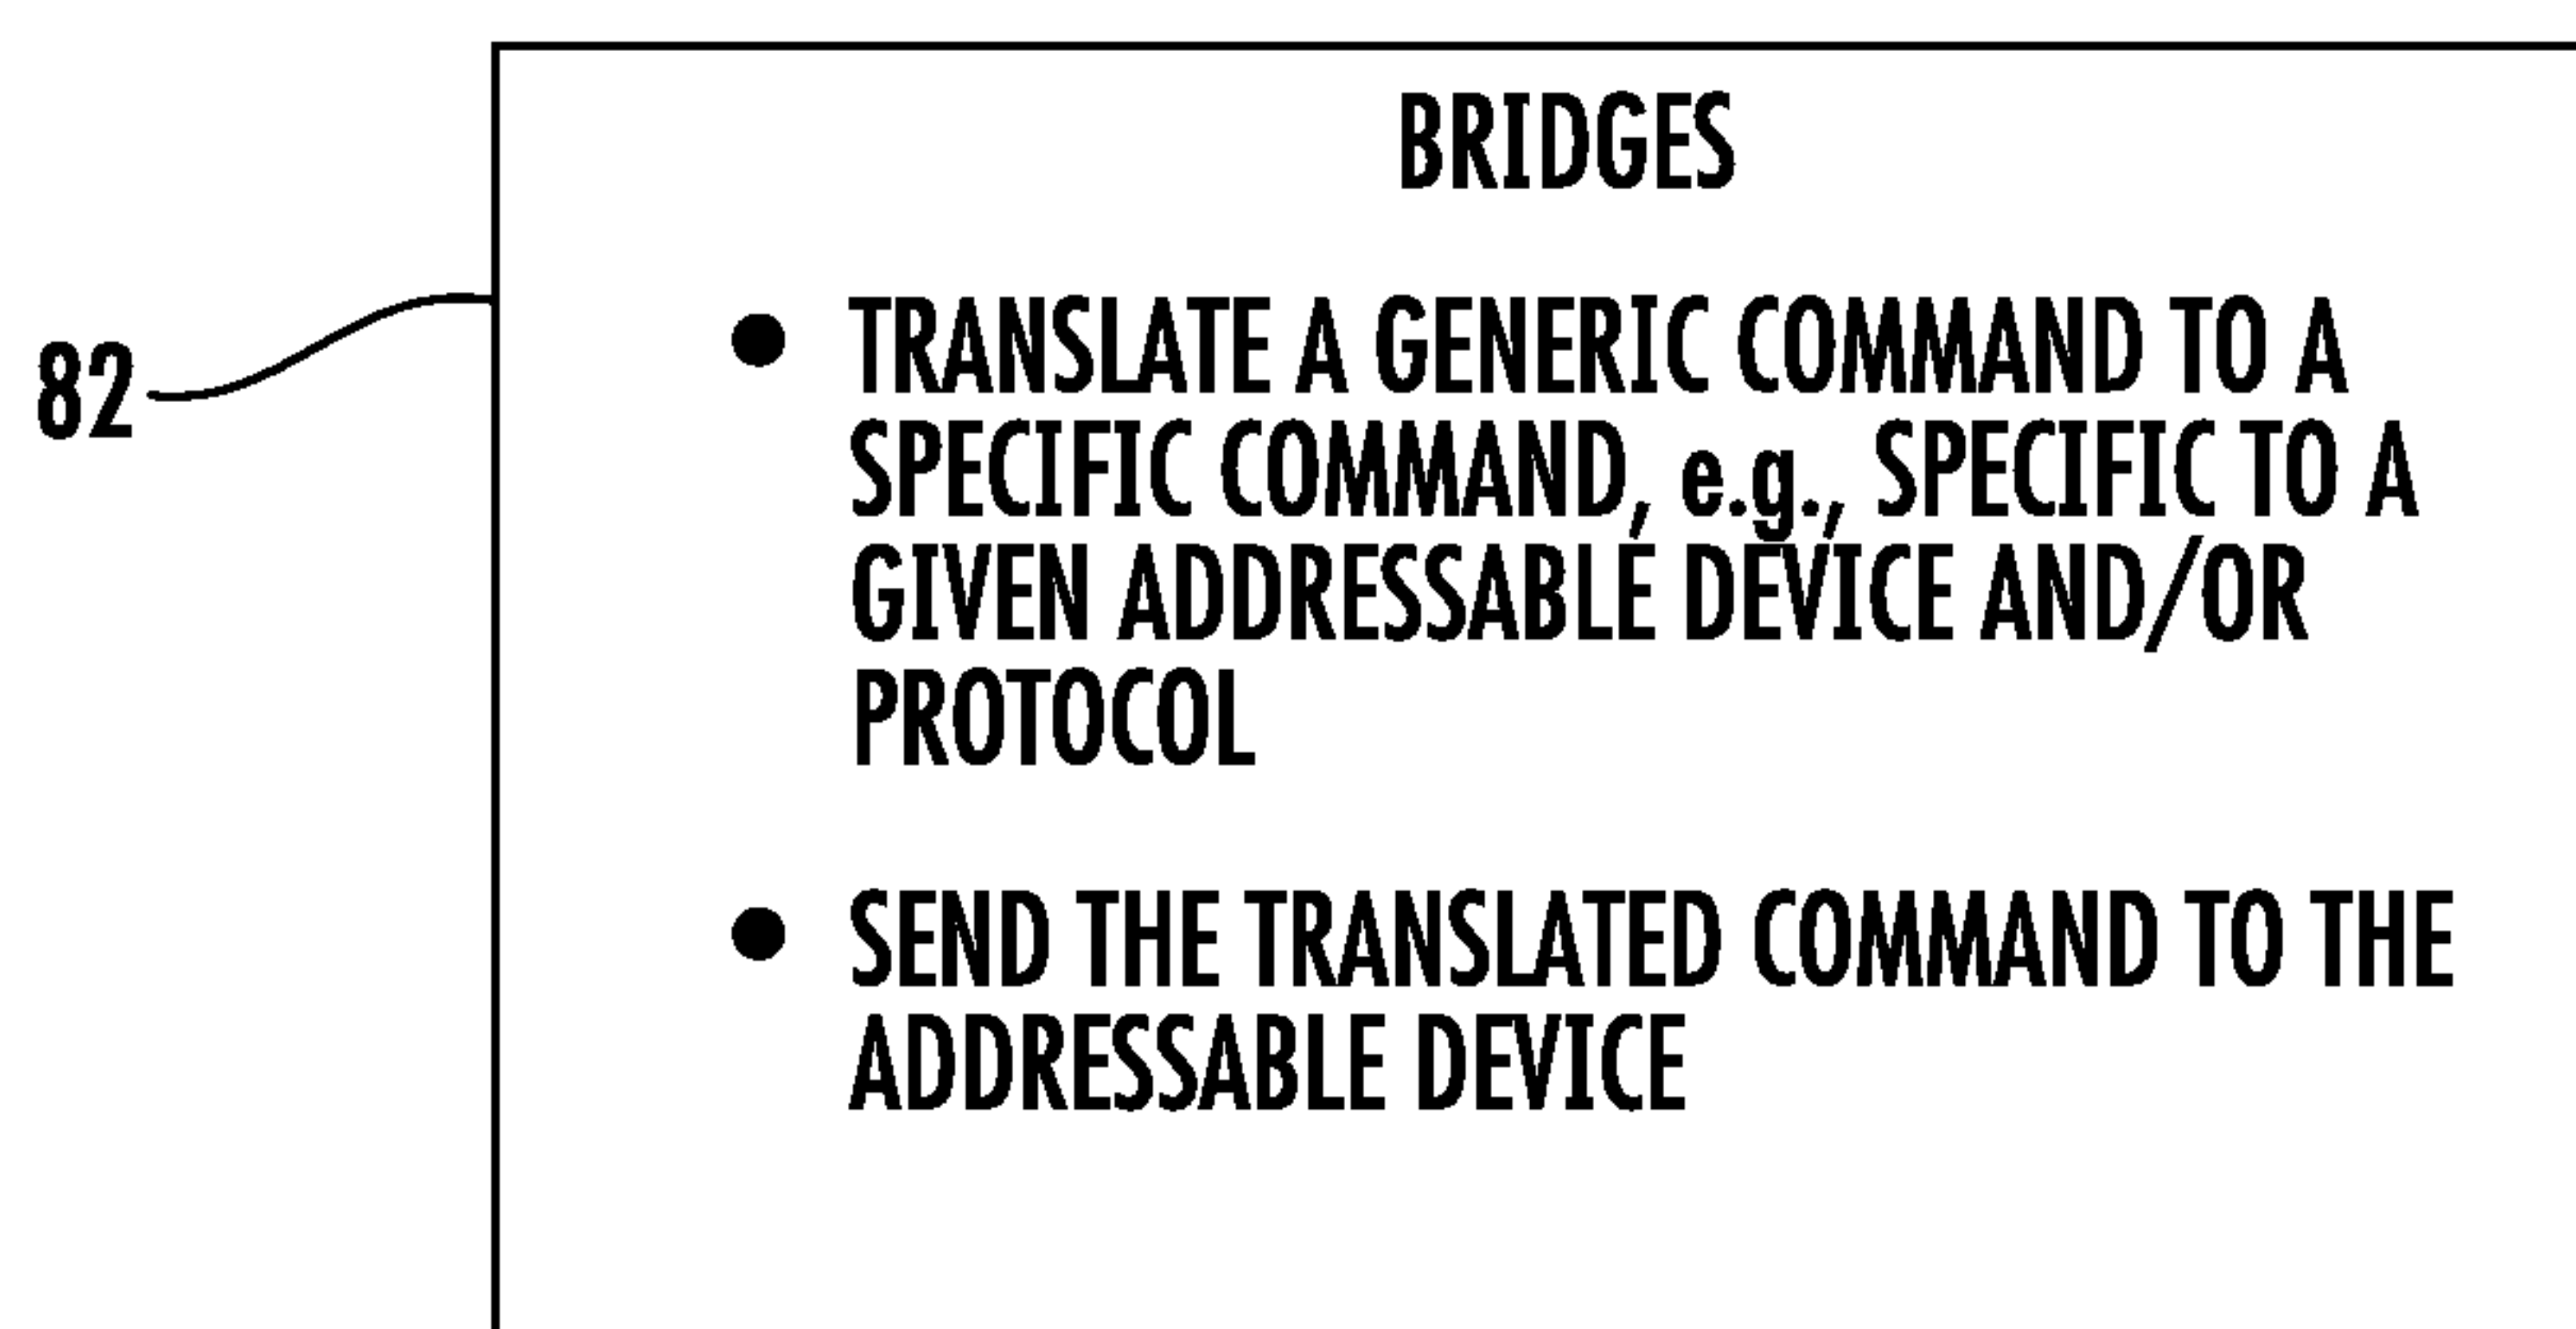 BRIDGES
82
● TRANSLATE A GENERIC COMMAND TO A
SPECIFIC COMMAND, e.g., SPECIFIC TO A
GIVEN ADDRESSABLE DEVICE AND/OR
PROTOCOL
● SEND THE TRANSLATED COMMAND TO THE
ADDRESSABLE DEVICE